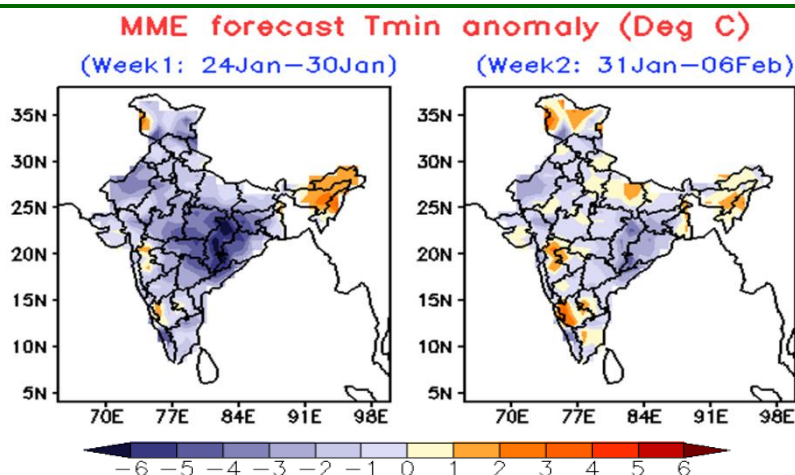 MME forecast Tmin anomaly (Deg C)
(Week1: 24Jan-30Jan)
(Week2: 31Jan-06Feb)
35N
30N
25N
20N
15N
10N
5N
70E 77E 84E 91E 98E
35N
30N
25N
20N
15N
10N
5N
70E 77E 84E 91E 98E
-6 -5 -4 -3 -2 -1 0 1 2 3 4 5 6